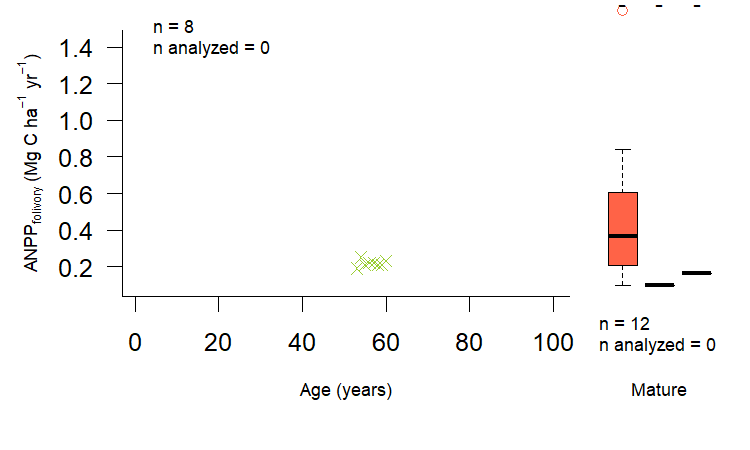 n = 8
n analyzed = 0
ANPPfolivory (Mg C ha⁻¹ yr⁻¹)
1.4
1.2
1.0
0.8
0.6
0.4
0.2
0 20 40 60 80 100
Age (years)
n = 12
n analyzed = 0
Mature